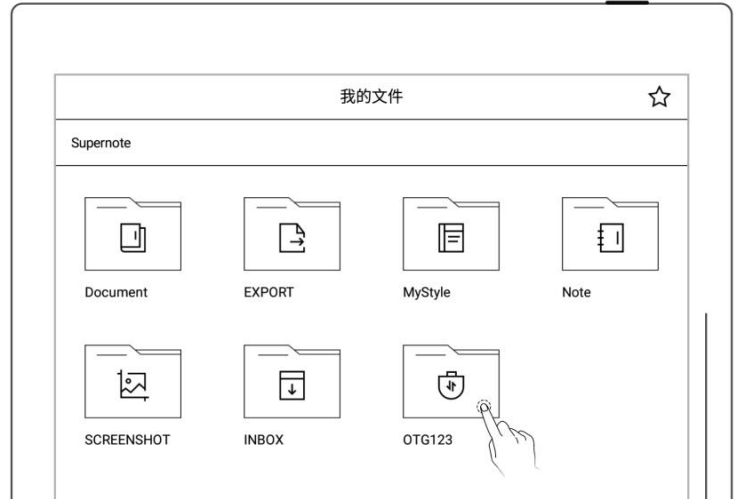 我的文件
Supernote
Document EXPORT MyStyle Note
SCREENSHOT INBOX OTG123